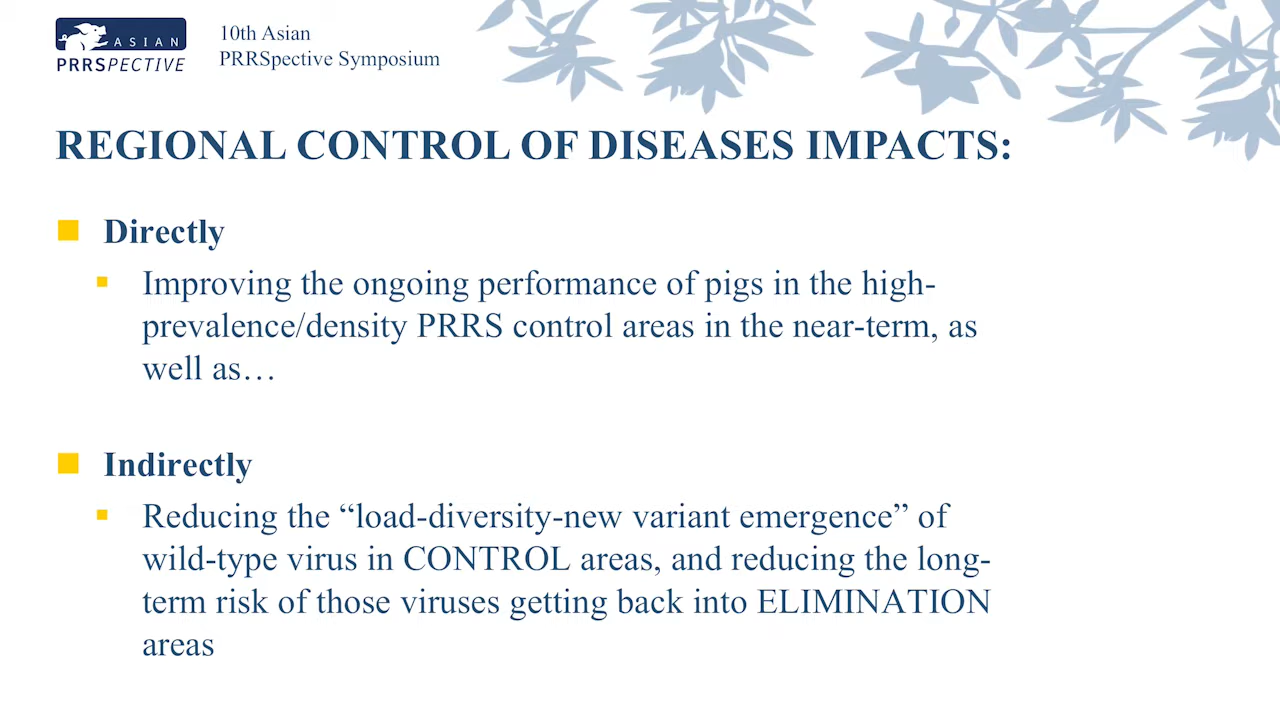 ASIAN
PRRSPECTIVE
10th Asian
PRRSpective Symposium
REGIONAL CONTROL OF DISEASES IMPACTS:
Directly
Improving the ongoing performance of pigs in the high-
prevalence/density PRRS control areas in the near-term, as
well as…
Indirectly
Reducing the “load-diversity-new variant emergence” of
wild-type virus in CONTROL areas, and reducing the long-
term risk of those viruses getting back into ELIMINATION
areas